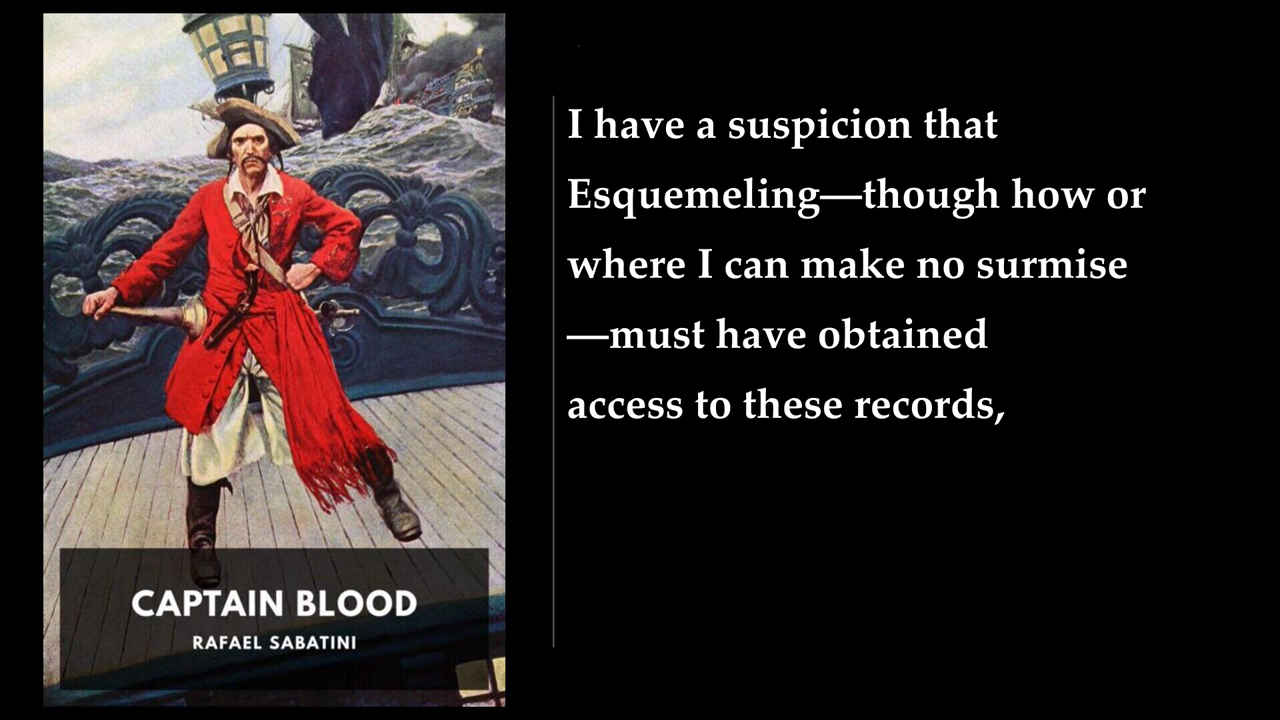 I have a suspicion that
Esquemeling—though how or
where I can make no surmise
—must have obtained
access to these records,
CAPTAIN BLOOD
RAFAEL SABATINI